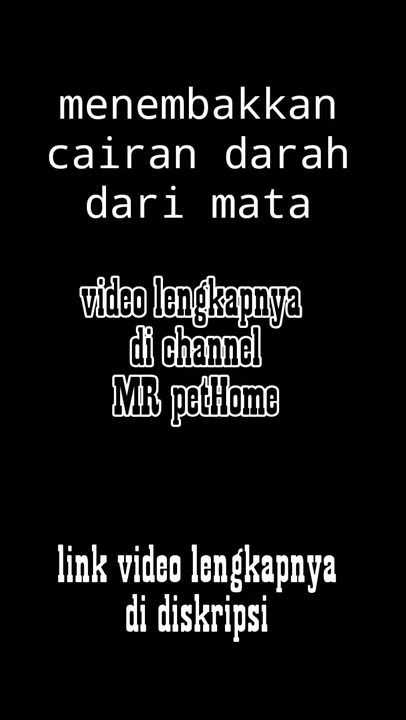 menembakkan
cairan darah
dari mata
video lengkapnya
di channel
MR petHome
link video lengkapnya
di diskripsi